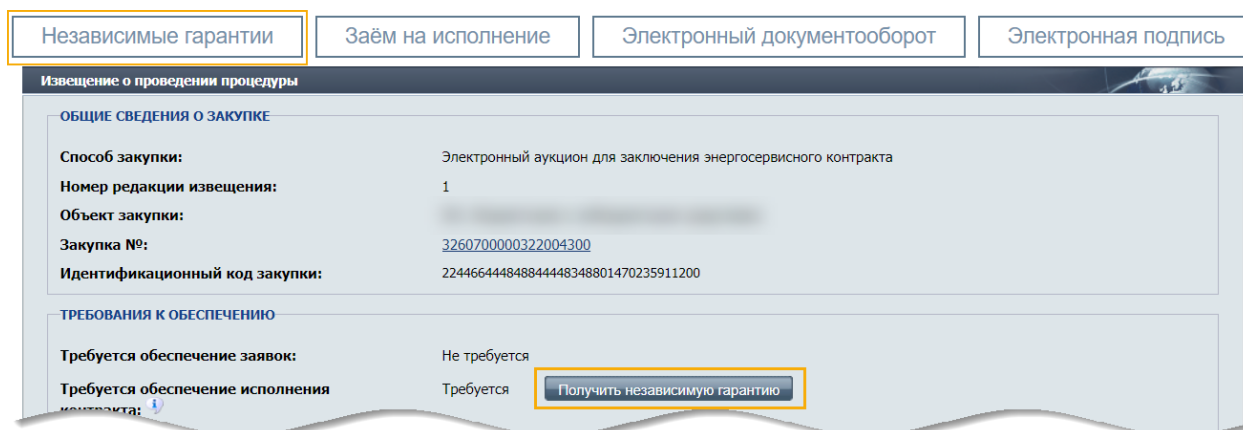 Независимые гарантии Заём на исполнение Электронный документооборот Электронная подпись
Извещение о проведении процедуры
ОБЩИЕ СВЕДЕНИЯ О ЗАКУПКЕ
Способ закупки: Электронный аукцион для заключения энергосервисного контракта
Номер редакции извещения: 1
Объект закупки:
Закупка №: 3260700000322004300
Идентификационный код закупки: 224466444848844448348801470235911200
ТРЕБОВАНИЯ К ОБЕСПЕЧЕНИЮ
Требуется обеспечение заявок: Не требуется
Требуется обеспечение исполнения Требуется Получить независимую гарантию
контракта: